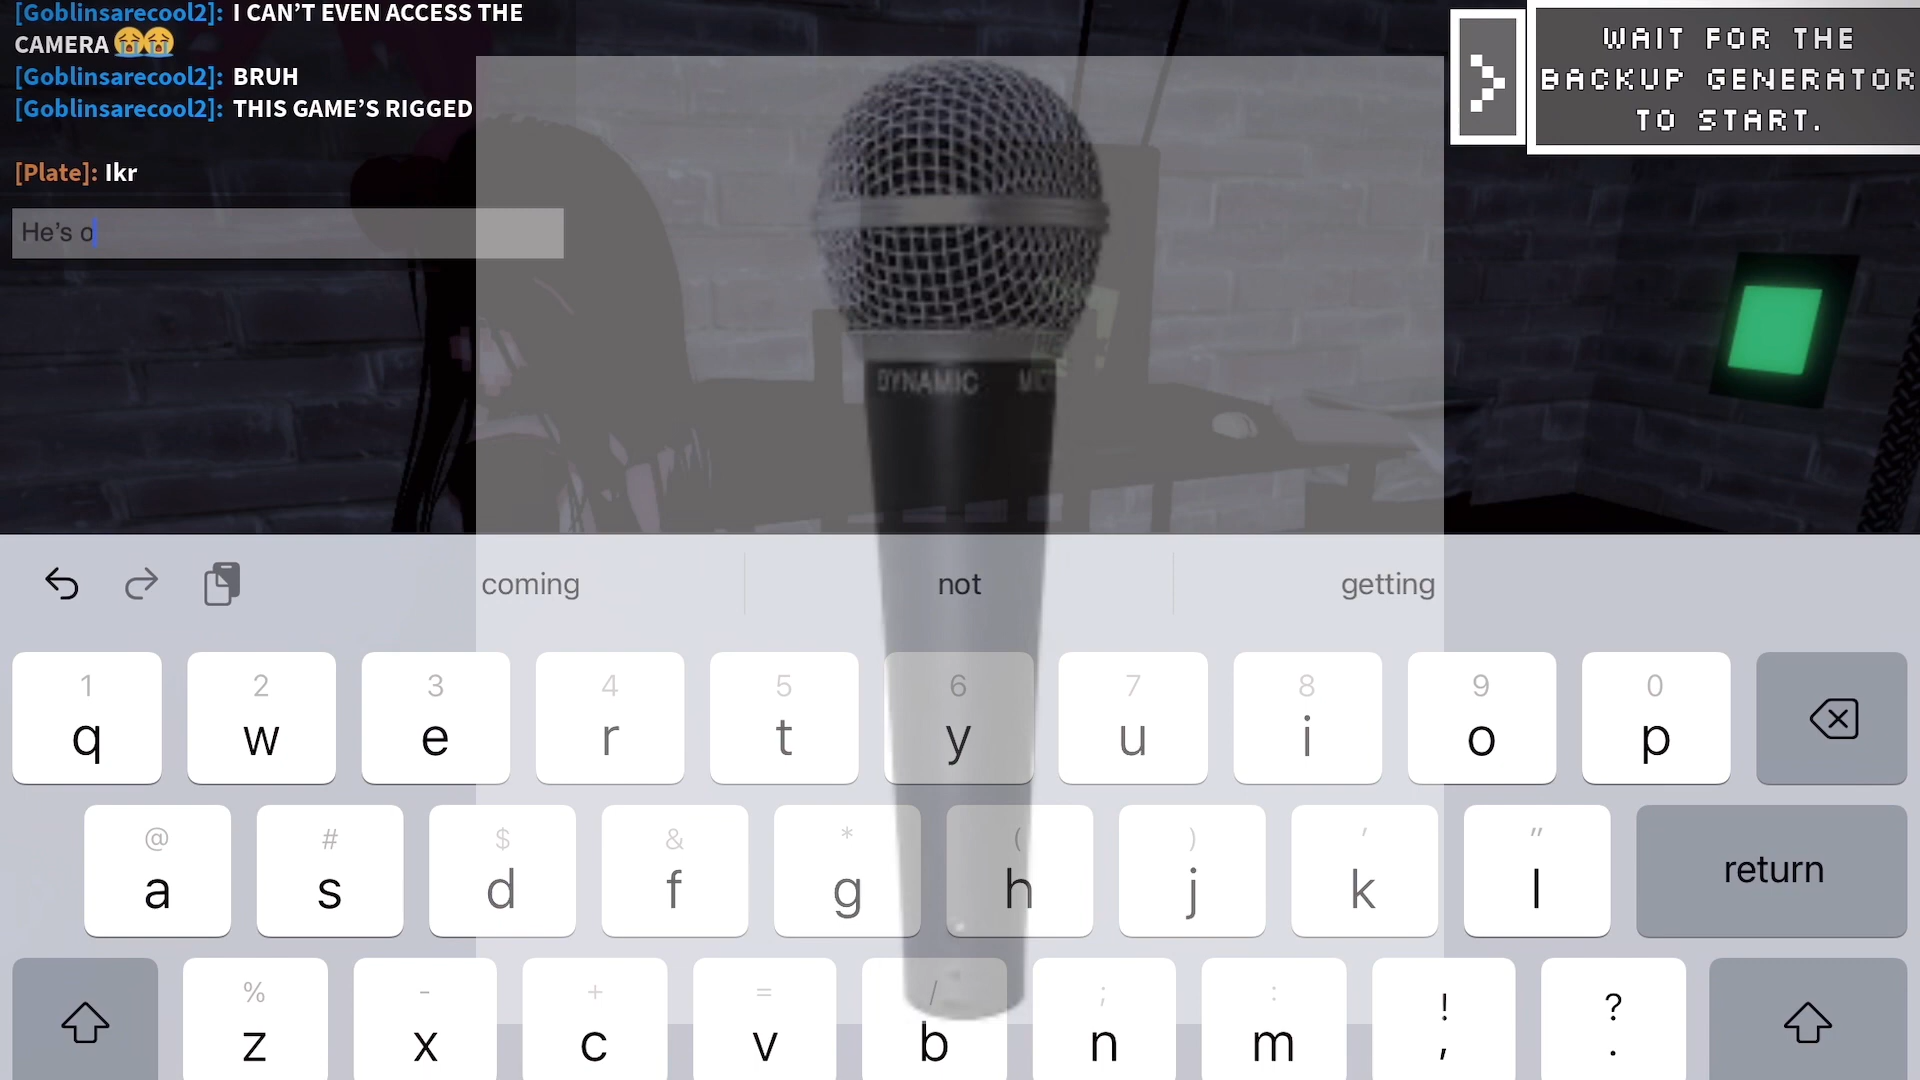 [Goblinsarecool2]: I CAN’T EVEN ACCESS THE
CAMERA 😭😭
[Goblinsarecool2]: BRUH
[Goblinsarecool2]: THIS GAME’S RIGGED
[Plate]: Ikr
He’s o
WAIT FOR THE
BACKUP GENERATOR
TO START.
DYNAMIC
coming not getting
1 2 3 4 5 6 7 8 9 0
q w e r t y u i o p
@ # $ & * ( ) ' "
a s d f g h j k l return
% - + = / ; : ! ?
z x c v b n m , .